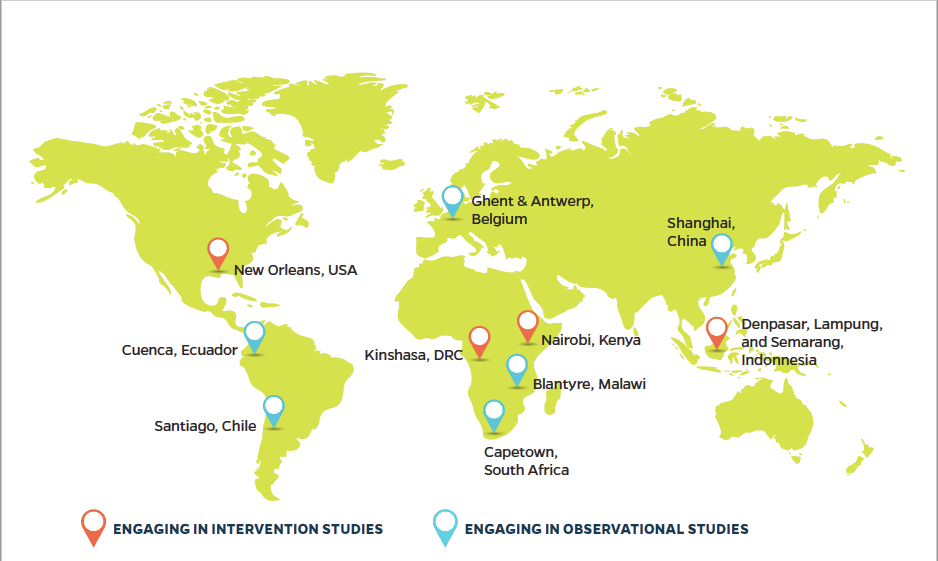 Ghent & Antwerp,
Belgium
Shanghai,
China
New Orleans, USA
Denpasar, Lampung,
and Semarang,
Indonnesia
Cuenca, Ecuador
Kinshasa, DRC
Nairobi, Kenya
Blantyre, Malawi
Santiago, Chile
Capetown,
South Africa
ENGAGING IN INTERVENTION STUDIES
ENGAGING IN OBSERVATIONAL STUDIES